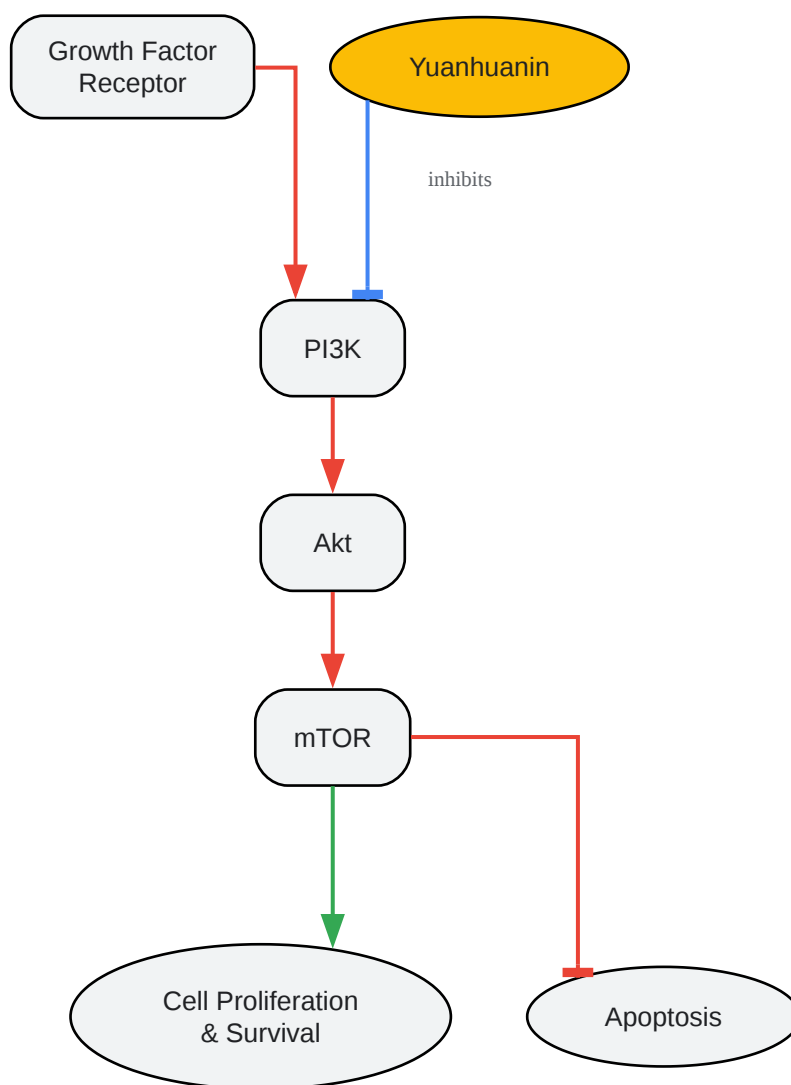 Growth Factor
Receptor
Yuanhuanin
inhibits
PI3K
Akt
mTOR
Cell Proliferation
& Survival
Apoptosis